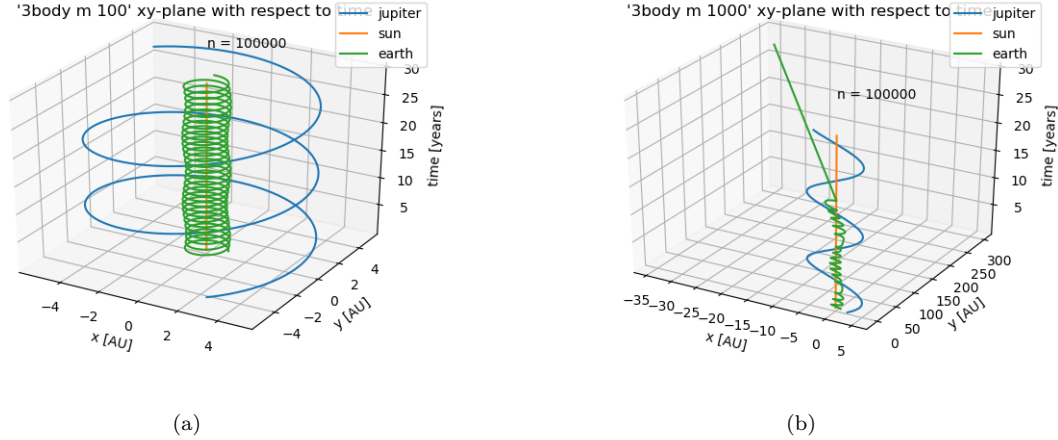 '3body m 100' xy-plane with respect to time
jupiter
sun
earth
n = 100000
30
25
20
15
10
5
time [years]
4
2
0
−2
−4
y [AU]
−4
−2
0
2
4
x [AU]
(a)
'3body m 1000' xy-plane with respect to time
jupiter
sun
earth
n = 100000
30
25
20
15
10
5
time [years]
300
250
200
150
100
50
0
y [AU]
−35
−30
−25
−20
−15
−10
−5
0
5
x [AU]
(b)